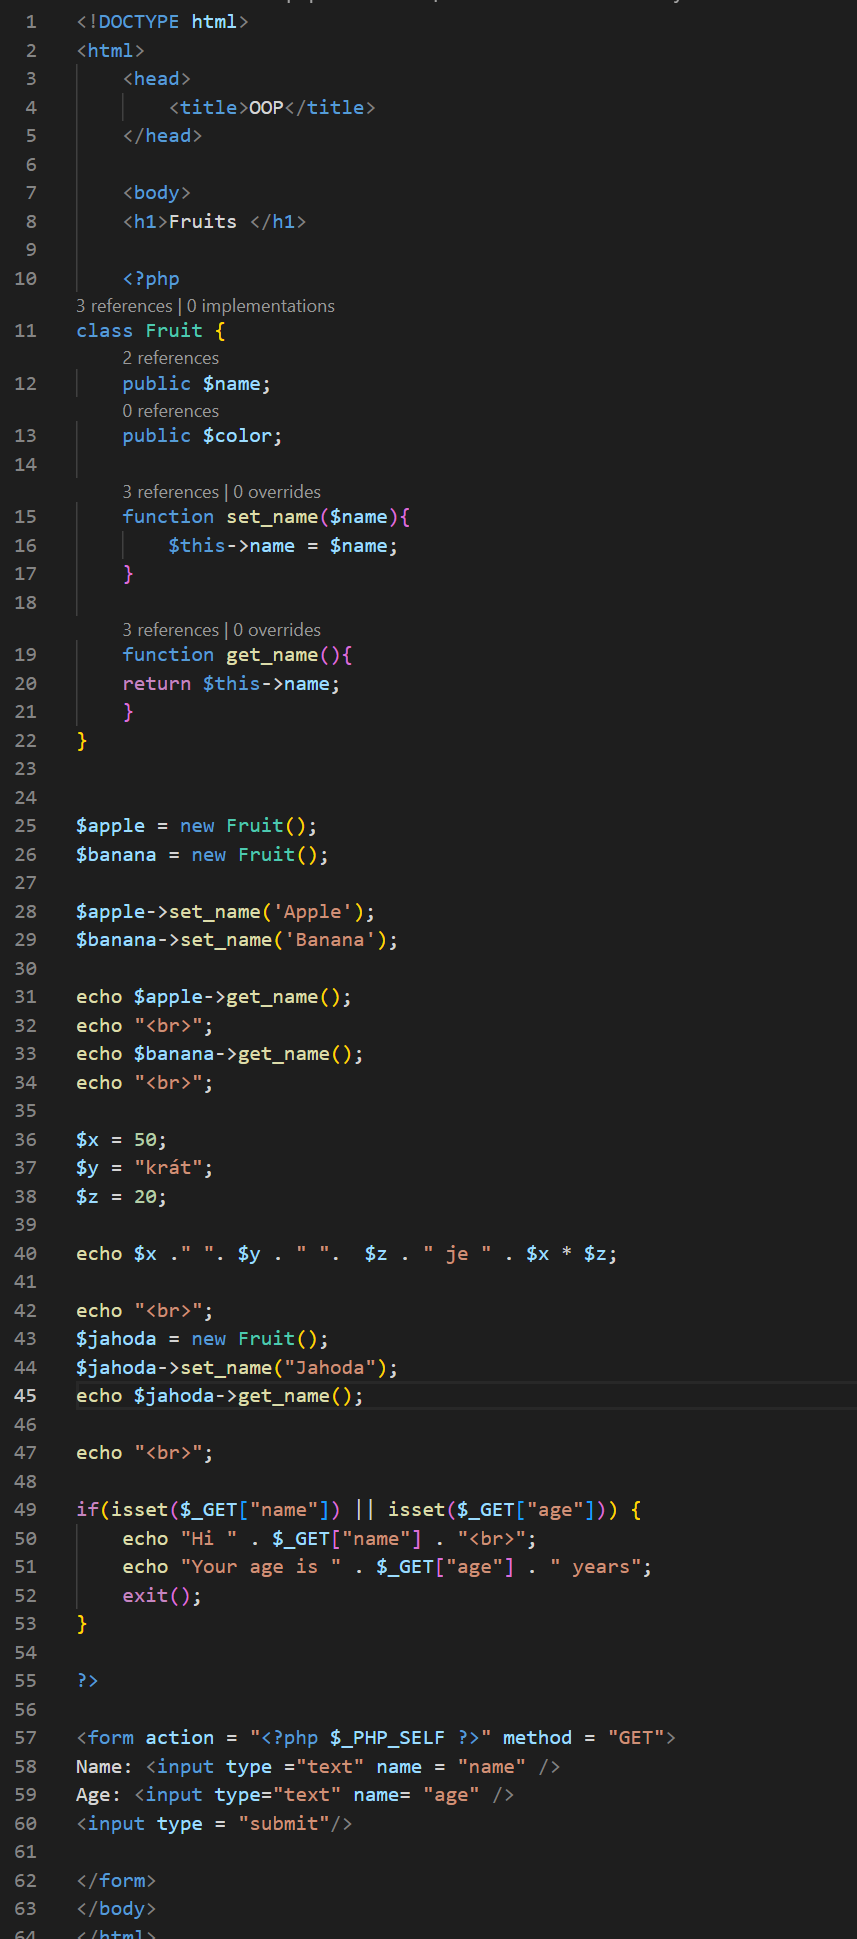 1 <!DOCTYPE html>
2 <html>
3 <head>
4 <title>OOP</title>
5 </head>
6
7 <body>
8 <h1>Fruits </h1>
9
10 <?php
3 references | 0 implementations
11 class Fruit {
2 references
12 public $name;
0 references
13 public $color;
14
3 references | 0 overrides
15 function set_name($name){
16 $this->name = $name;
17 }
18
3 references | 0 overrides
19 function get_name(){
20 return $this->name;
21 }
22 }
23
24
25 $apple = new Fruit();
26 $banana = new Fruit();
27
28 $apple->set_name('Apple');
29 $banana->set_name('Banana');
30
31 echo $apple->get_name();
32 echo "<br>";
33 echo $banana->get_name();
34 echo "<br>";
35
36 $x = 50;
37 $y = "krát";
38 $z = 20;
39
40 echo $x ." ". $y . " ".  $z . " je " . $x * $z;
41
42 echo "<br>";
43 $jahoda = new Fruit();
44 $jahoda->set_name("Jahoda");
45 echo $jahoda->get_name();
46
47 echo "<br>";
48
49 if(isset($_GET["name"]) || isset($_GET["age"])) {
50 echo "Hi " . $_GET["name"] . "<br>";
51 echo "Your age is " . $_GET["age"] . " years";
52 exit();
53 }
54
55 ?>
56
57 <form action = "<?php $_PHP_SELF ?>" method = "GET">
58 Name: <input type ="text" name = "name" />
59 Age: <input type="text" name= "age" />
60 <input type = "submit"/>
61
62 </form>
63 </body>
64 </html>